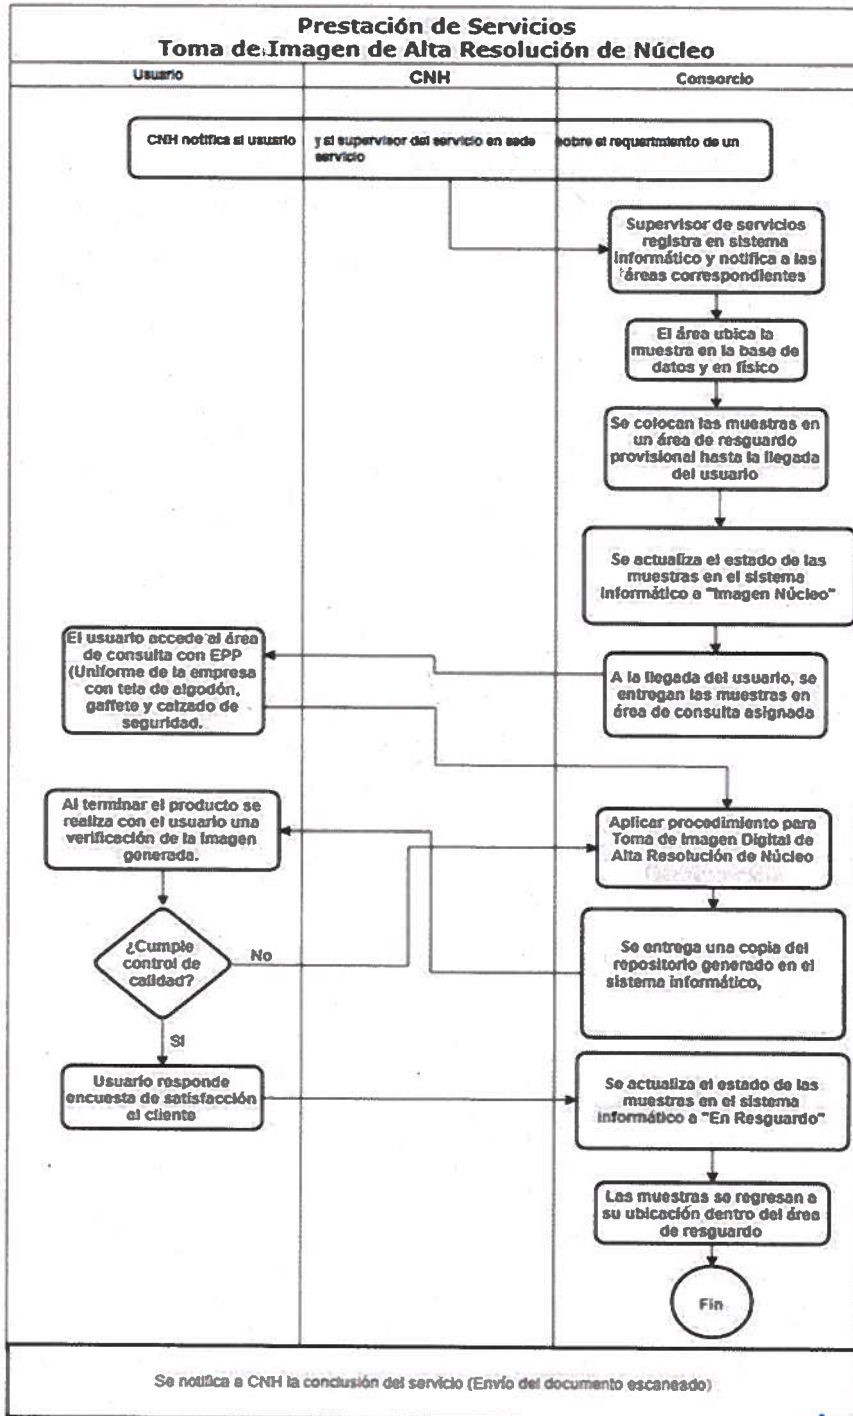 Prestación de Servicios
Toma de Imagen de Alta Resolución de Núcleo
Usuario
CNH
Consorcio
CNH notifica al usuario y al supervisor del servicio en sede sobre el requerimiento de un
servicio
Supervisor de servicios
registra en sistema
informático y notifica a las
áreas correspondientes
El área ubica la
muestra en la base de
datos y en físico
Se colocan las muestras en
un área de resguardo
provisional hasta la llegada
del usuario
Se actualiza el estado de las
muestras en el sistema
informático a "Imagen Núcleo"
El usuario accede al área
de consulta con EPP
(Uniforme de la empresa
con tela de algodón,
gaffete y calzado de
seguridad.
A la llegada del usuario, se
entregan las muestras en
área de consulta asignada
Al terminar el producto se
realiza con el usuario una
verificación de la imagen
generada.
Aplicar procedimiento para
Toma de Imagen Digital de
Alta Resolución de Núcleo
¿Cumple
control de
calidad?
No
Se entrega una copia del
repositorio generado en el
sistema informático,
SI
Usuario responde
encuesta de satisfacción
al cliente
Se actualiza el estado de las
muestras en el sistema
informático a "En Resguardo"
Las muestras se regresan a
su ubicación dentro del área
de resguardo
Fin
Se notifica a CNH la conclusión del servicio (Envío del documento escaneado)